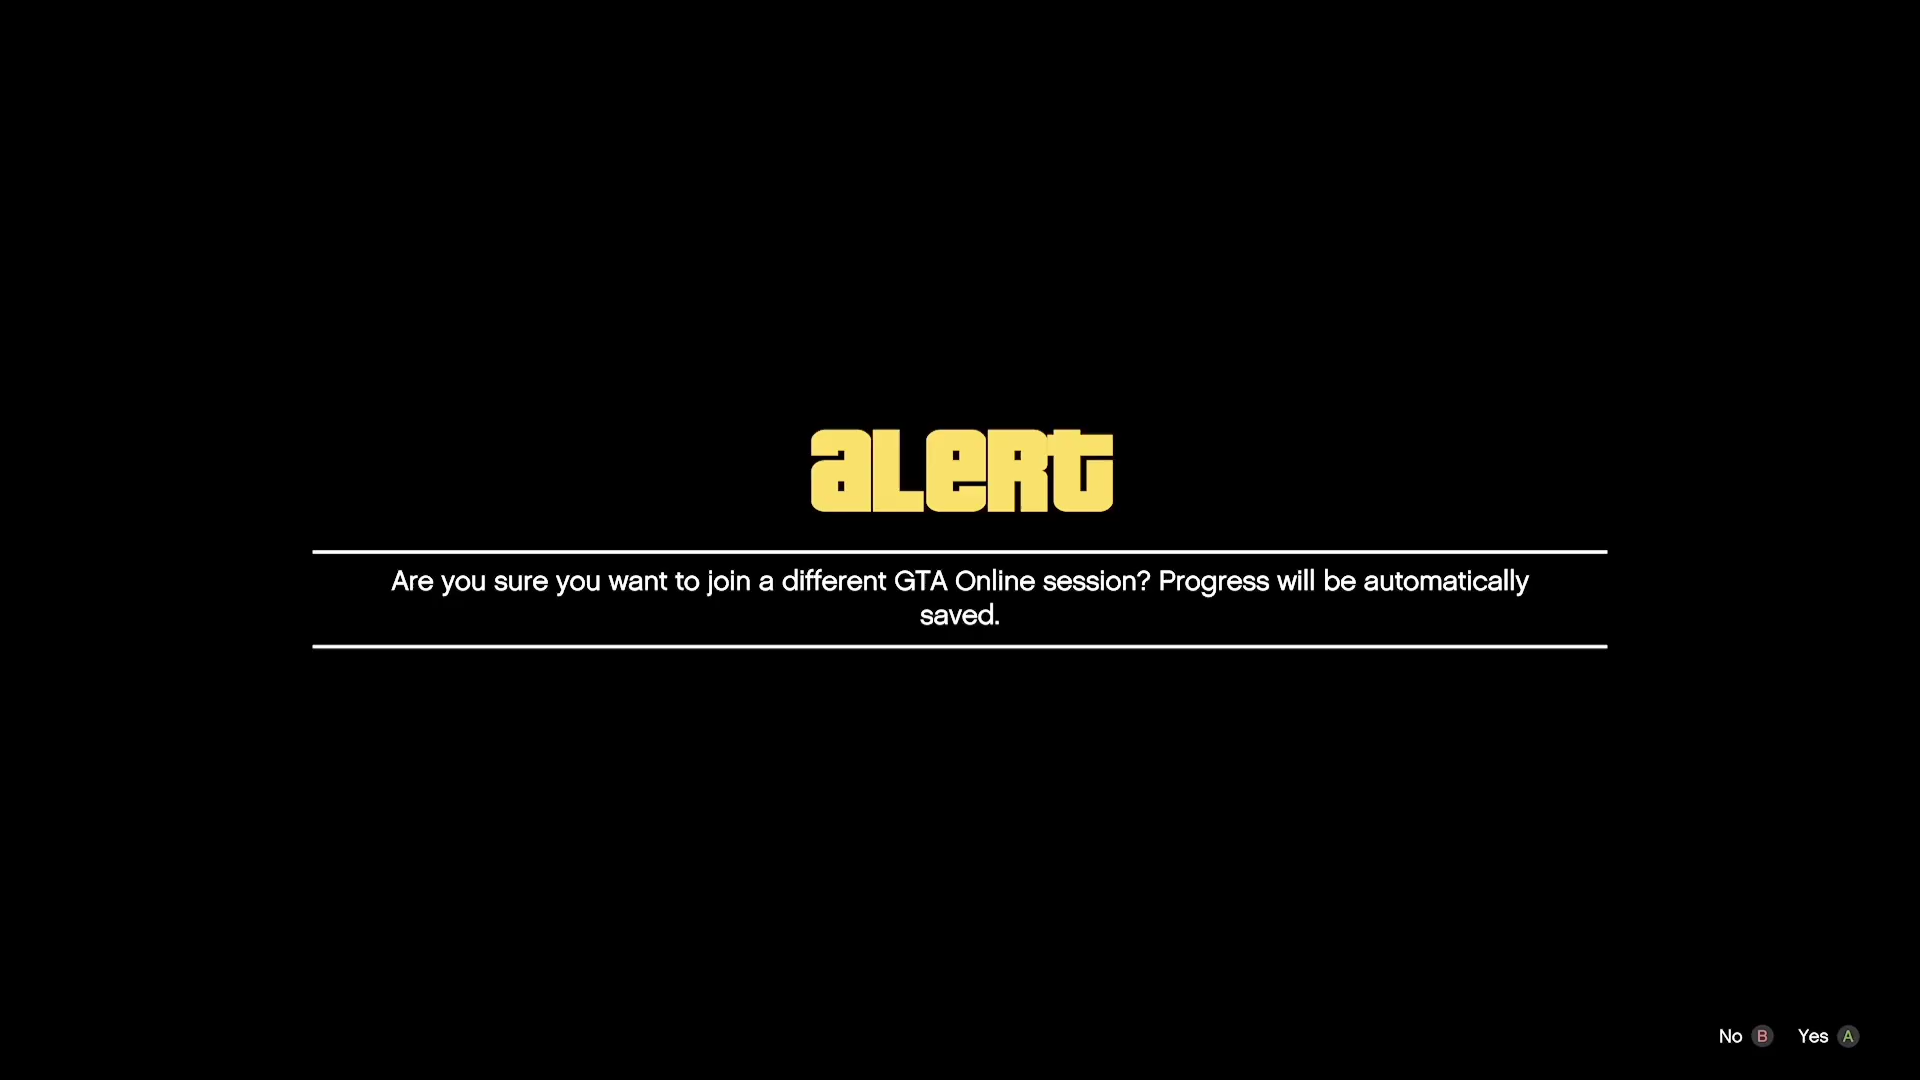 aLeRt
Are you sure you want to join a different GTA Online session? Progress will be automatically
saved.
No B Yes A